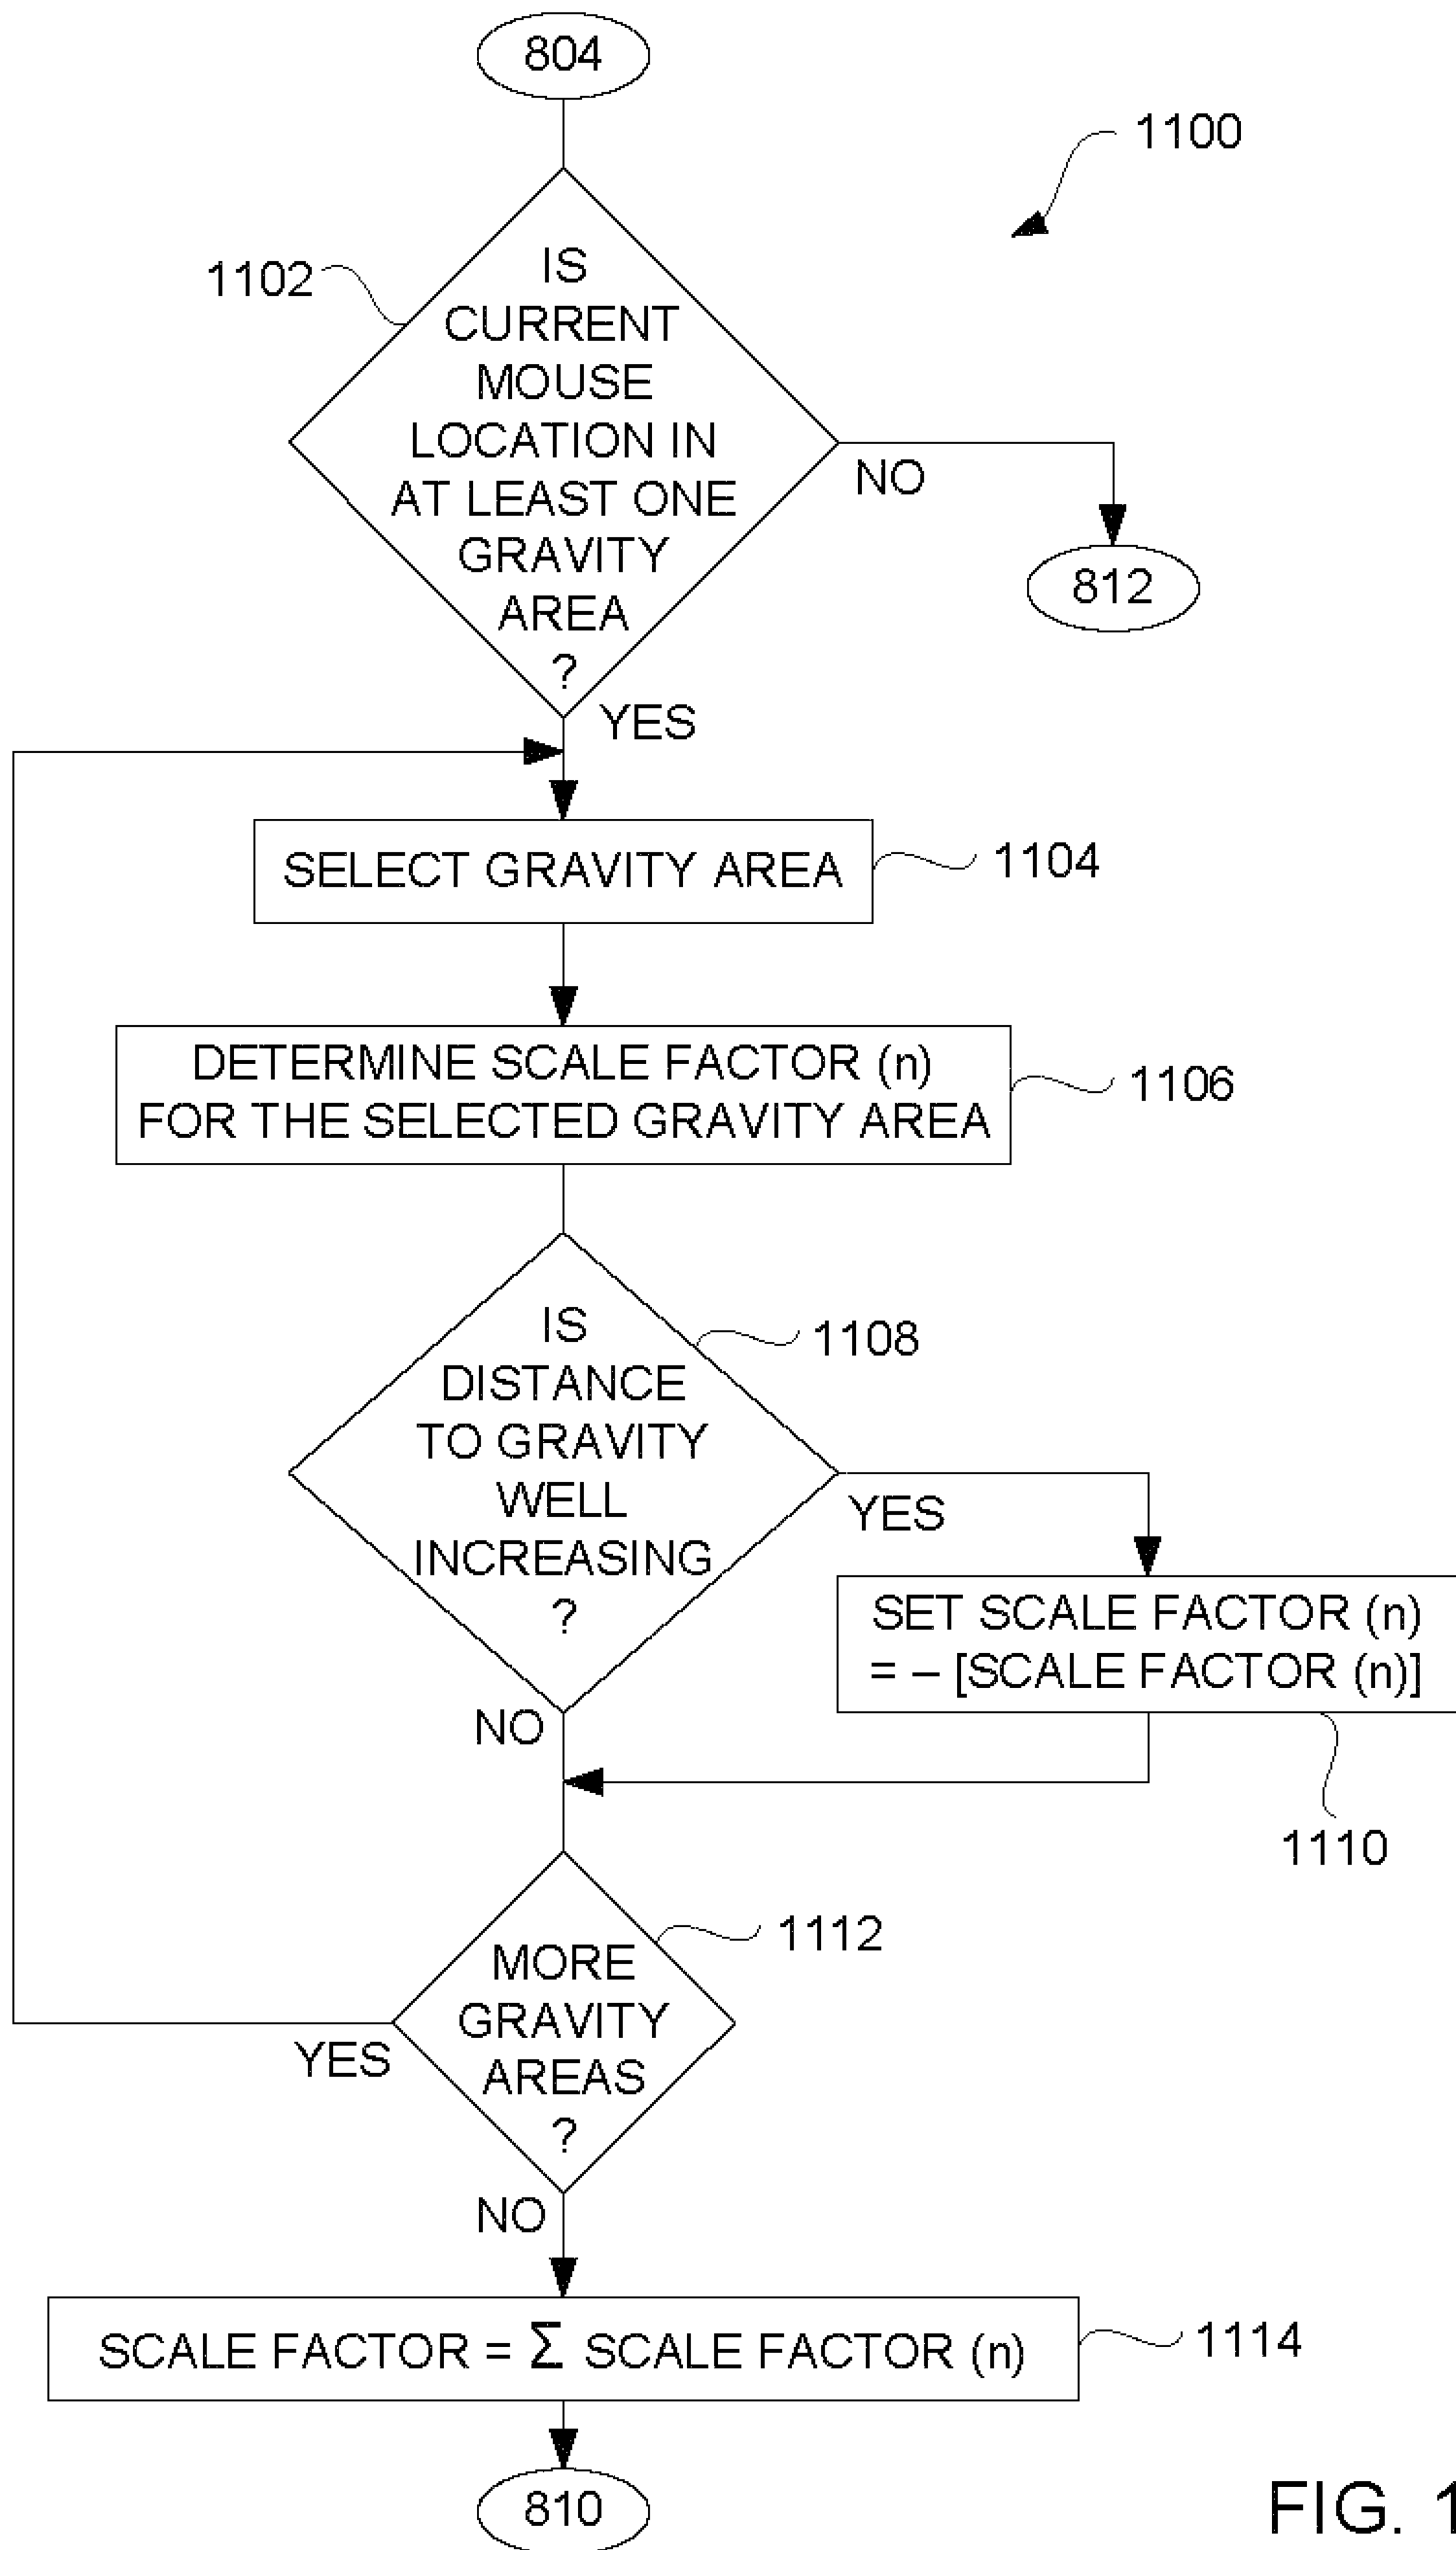 804
1100
1102
IS
CURRENT
MOUSE
LOCATION IN
AT LEAST ONE
GRAVITY
AREA
?
NO
812
YES
SELECT GRAVITY AREA
1104
DETERMINE SCALE FACTOR (n)
FOR THE SELECTED GRAVITY AREA
1106
IS
DISTANCE
TO GRAVITY
WELL
INCREASING
?
1108
YES
SET SCALE FACTOR (n)
= – [SCALE FACTOR (n)]
NO
1110
MORE
GRAVITY
AREAS
?
1112
YES
NO
SCALE FACTOR = Σ SCALE FACTOR (n)
1114
810
FIG. 1